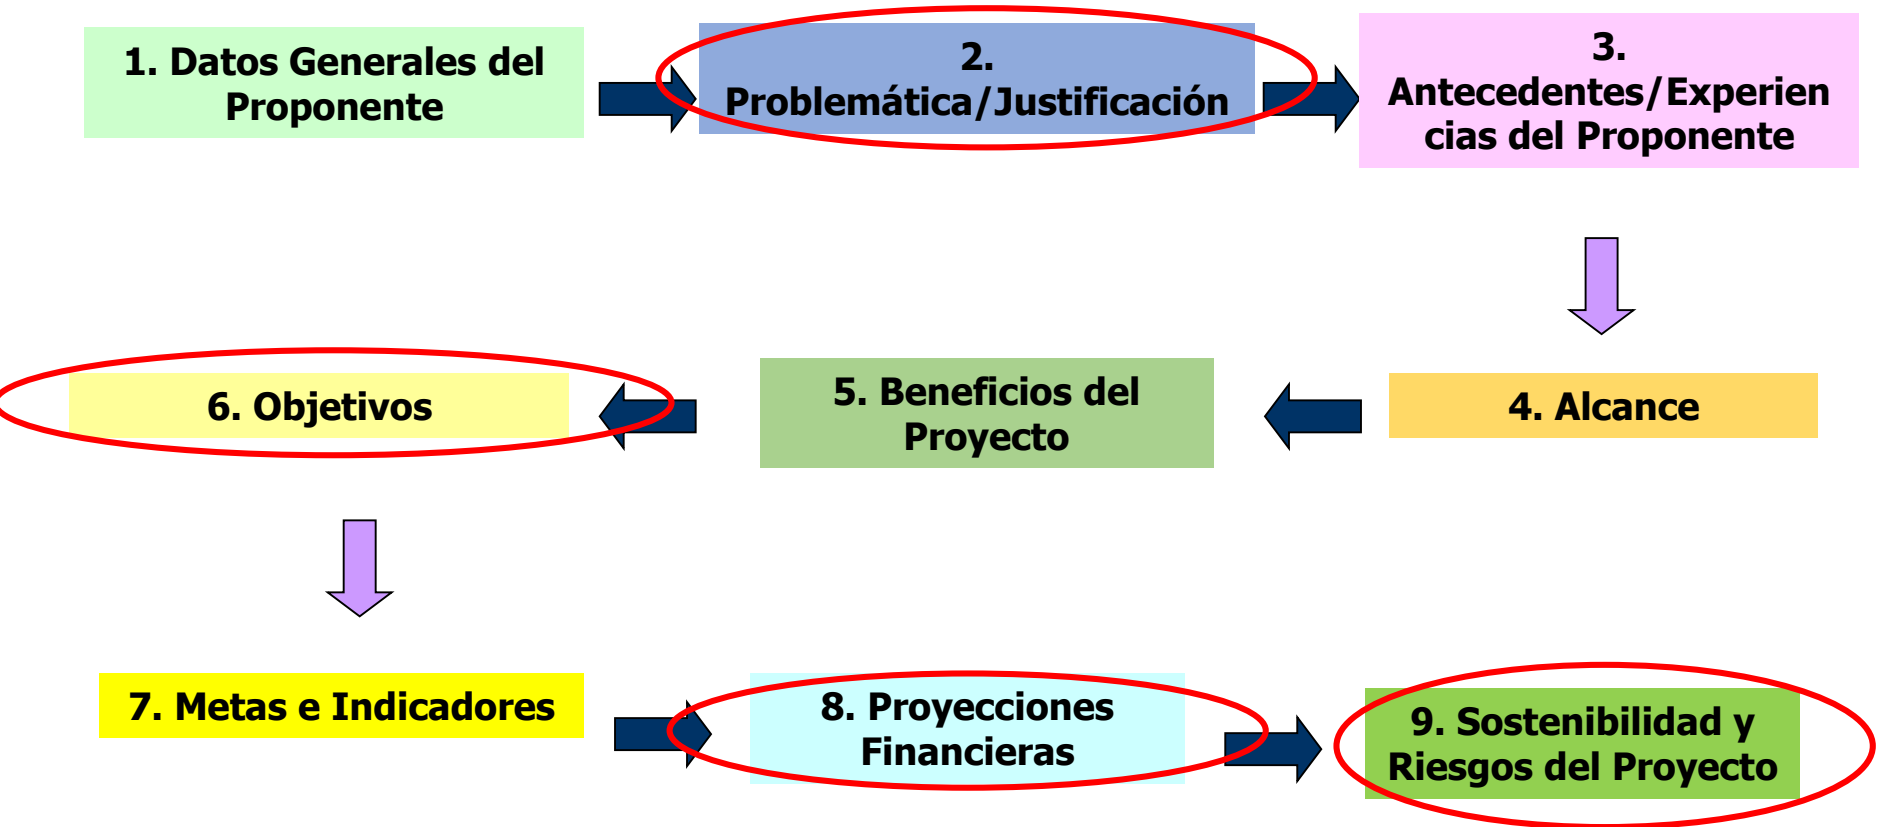 1. Datos Generales del
Proponente
2.
Problemática/Justificación
3.
Antecedentes/Experien
cias del Proponente
4. Alcance
5. Beneficios del
Proyecto
6. Objetivos
7. Metas e Indicadores
8. Proyecciones
Financieras
9. Sostenibilidad y
Riesgos del Proyecto